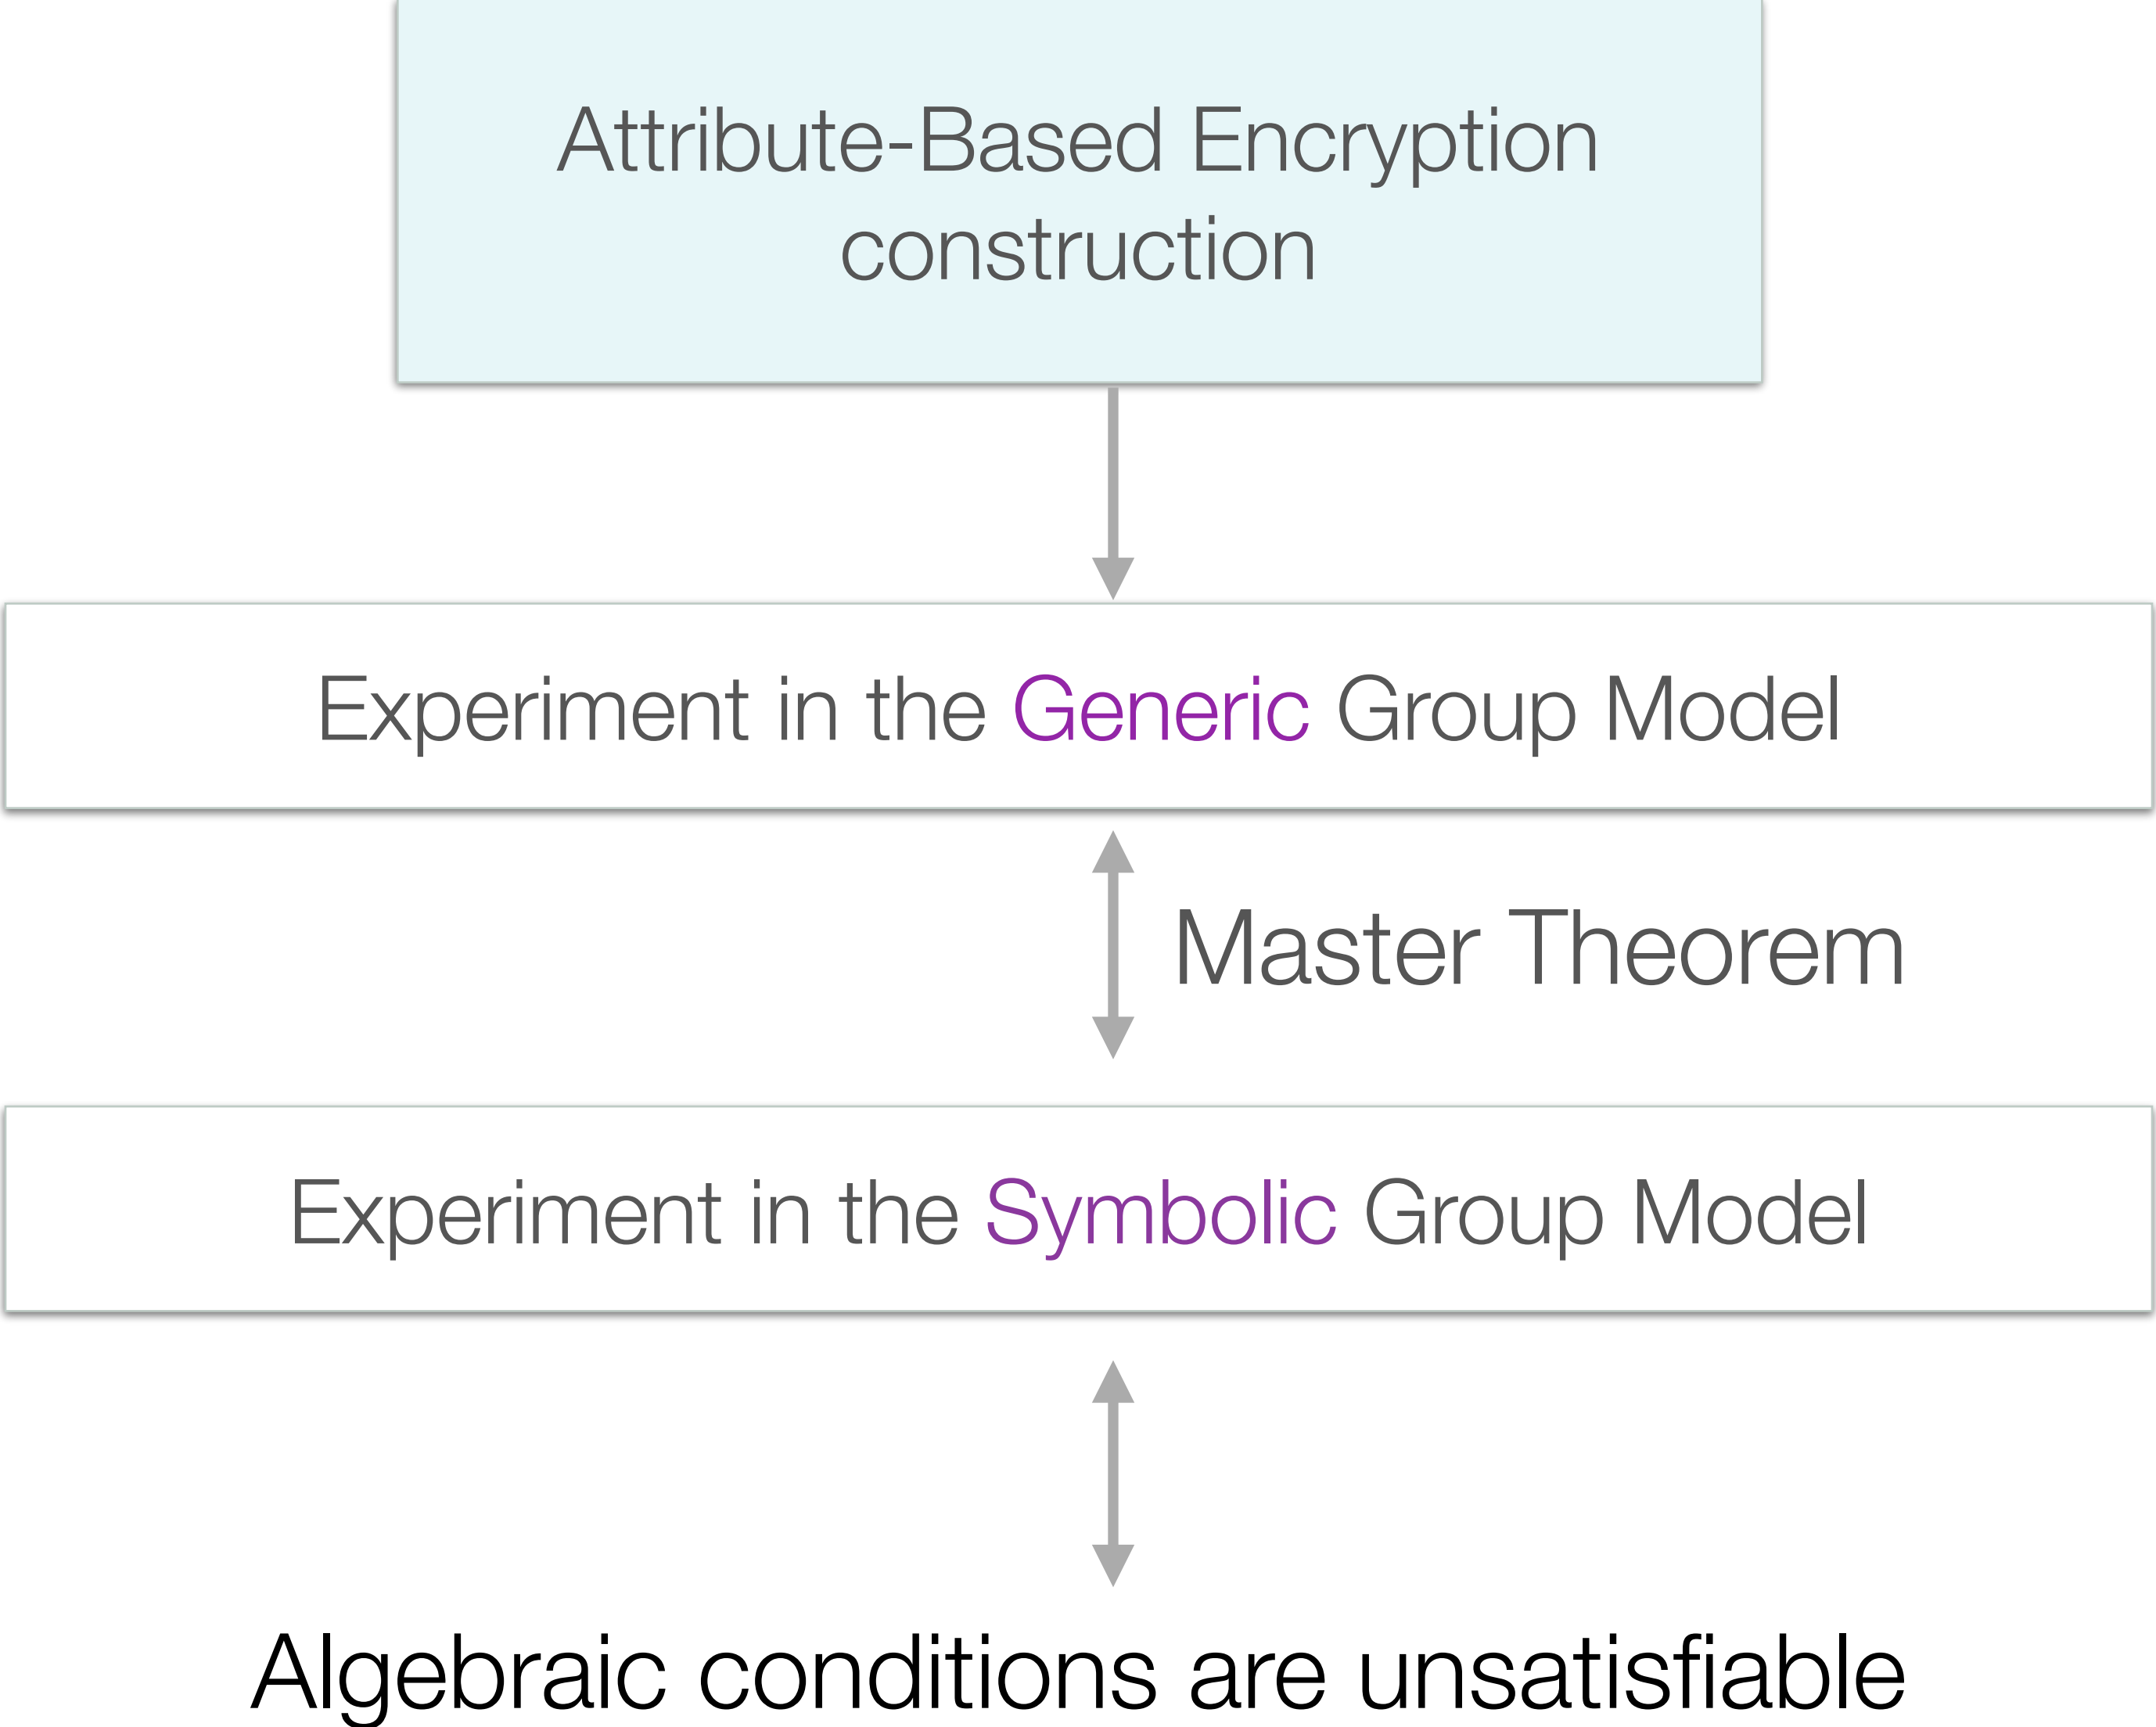 Attribute-Based Encryption
construction
Experiment in the Generic Group Model
Master Theorem
Experiment in the Symbolic Group Model
Algebraic conditions are unsatisfiable